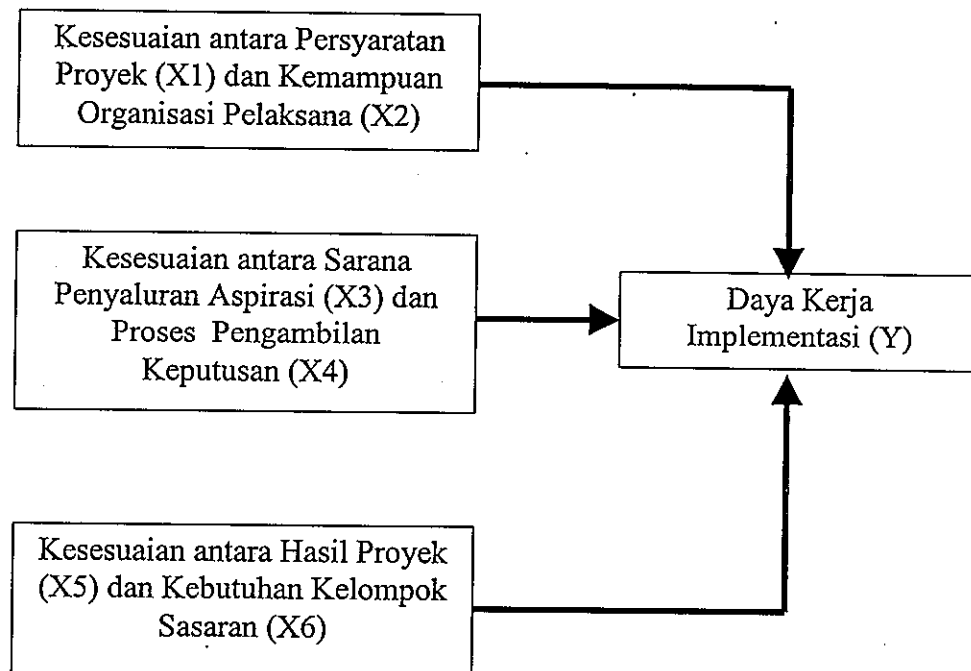 Kesesuaian antara Persyaratan
Proyek (X1) dan Kemampuan
Organisasi Pelaksana (X2)
Kesesuaian antara Sarana
Penyaluran Aspirasi (X3) dan
Proses Pengambilan
Keputusan (X4)
Daya Kerja
Implementasi (Y)
Kesesuaian antara Hasil Proyek
(X5) dan Kebutuhan Kelompok
Sasaran (X6)